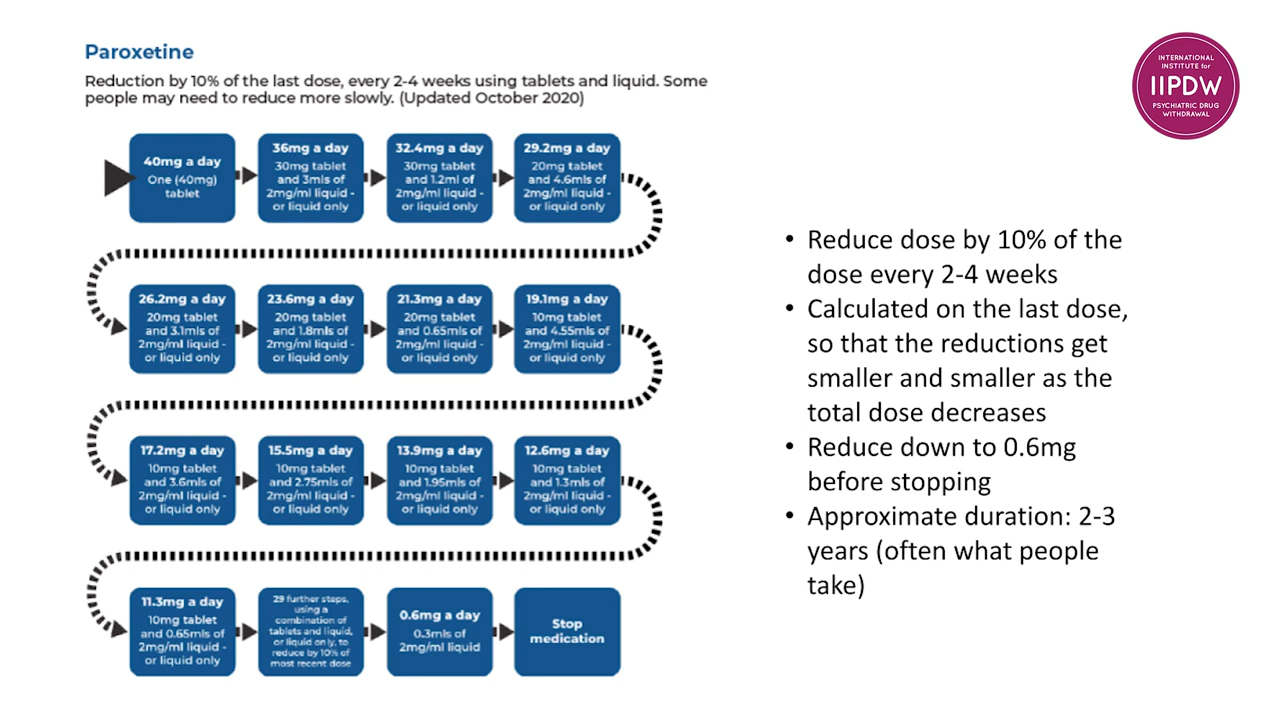 Paroxetine
Reduction by 10% of the last dose, every 2-4 weeks using tablets and liquid. Some
people may need to reduce more slowly. (Updated October 2020)
40mg a day
One (40mg)
tablet
36mg a day
30mg tablet
and 3mls of
2mg/ml liquid -
or liquid only
32.4mg a day
30mg tablet
and 1.2ml of
2mg/ml liquid -
or liquid only
29.2mg a day
20mg tablet
and 4.6mls of
2mg/ml liquid -
or liquid only
26.2mg a day
20mg tablet
and 3.1mls of
2mg/ml liquid -
or liquid only
23.6mg a day
20mg tablet
and 1.8mls of
2mg/ml liquid -
or liquid only
21.3mg a day
20mg tablet
and 0.65mls of
2mg/ml liquid -
or liquid only
19.1mg a day
10mg tablet
and 4.55mls of
2mg/ml liquid -
or liquid only
17.2mg a day
10mg tablet
and 3.6mls of
2mg/ml liquid -
or liquid only
15.5mg a day
10mg tablet
and 2.75mls of
2mg/ml liquid -
or liquid only
13.9mg a day
10mg tablet
and 1.95mls of
2mg/ml liquid -
or liquid only
12.6mg a day
10mg tablet
and 1.3mls of
2mg/ml liquid -
or liquid only
11.3mg a day
10mg tablet
and 0.65mls of
2mg/ml liquid -
or liquid only
29 further steps,
using a
combination of
tablets and liquid,
or liquid only, to
reduce by 10% of
most recent dose
0.6mg a day
0.3mls of
2mg/ml liquid
Stop
medication
INTERNATIONAL
INSTITUTE for
IIPDW
PSYCHIATRIC DRUG
WITHDRAWAL
• Reduce dose by 10% of the
dose every 2-4 weeks
• Calculated on the last dose,
so that the reductions get
smaller and smaller as the
total dose decreases
• Reduce down to 0.6mg
before stopping
• Approximate duration: 2-3
years (often what people
take)